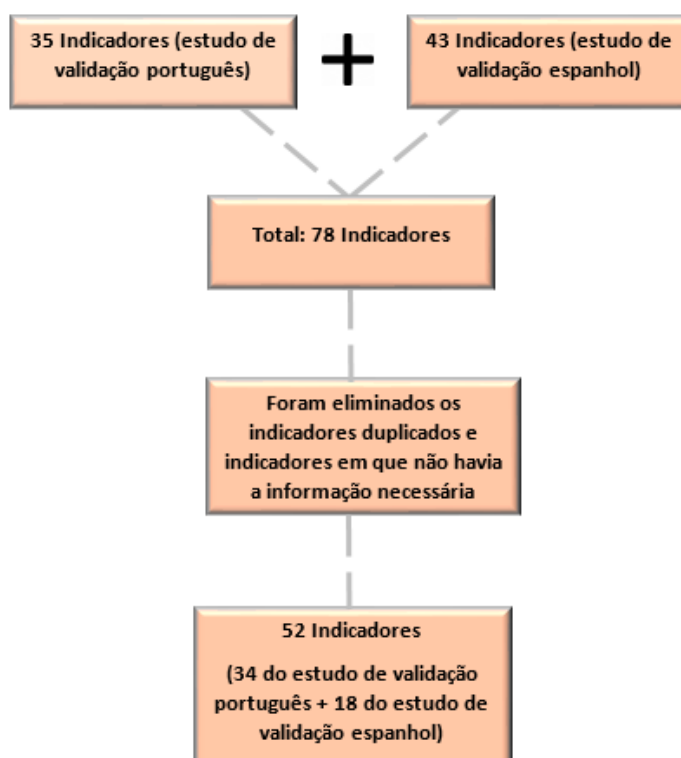 35 Indicadores (estudo de
validação português)
+
43 Indicadores (estudo de
validação espanhol)
Total: 78 Indicadores
Foram eliminados os
indicadores duplicados e
indicadores em que não havia
a informação necessária
52 Indicadores
(34 do estudo de validação
português + 18 do estudo de
validação espanhol)